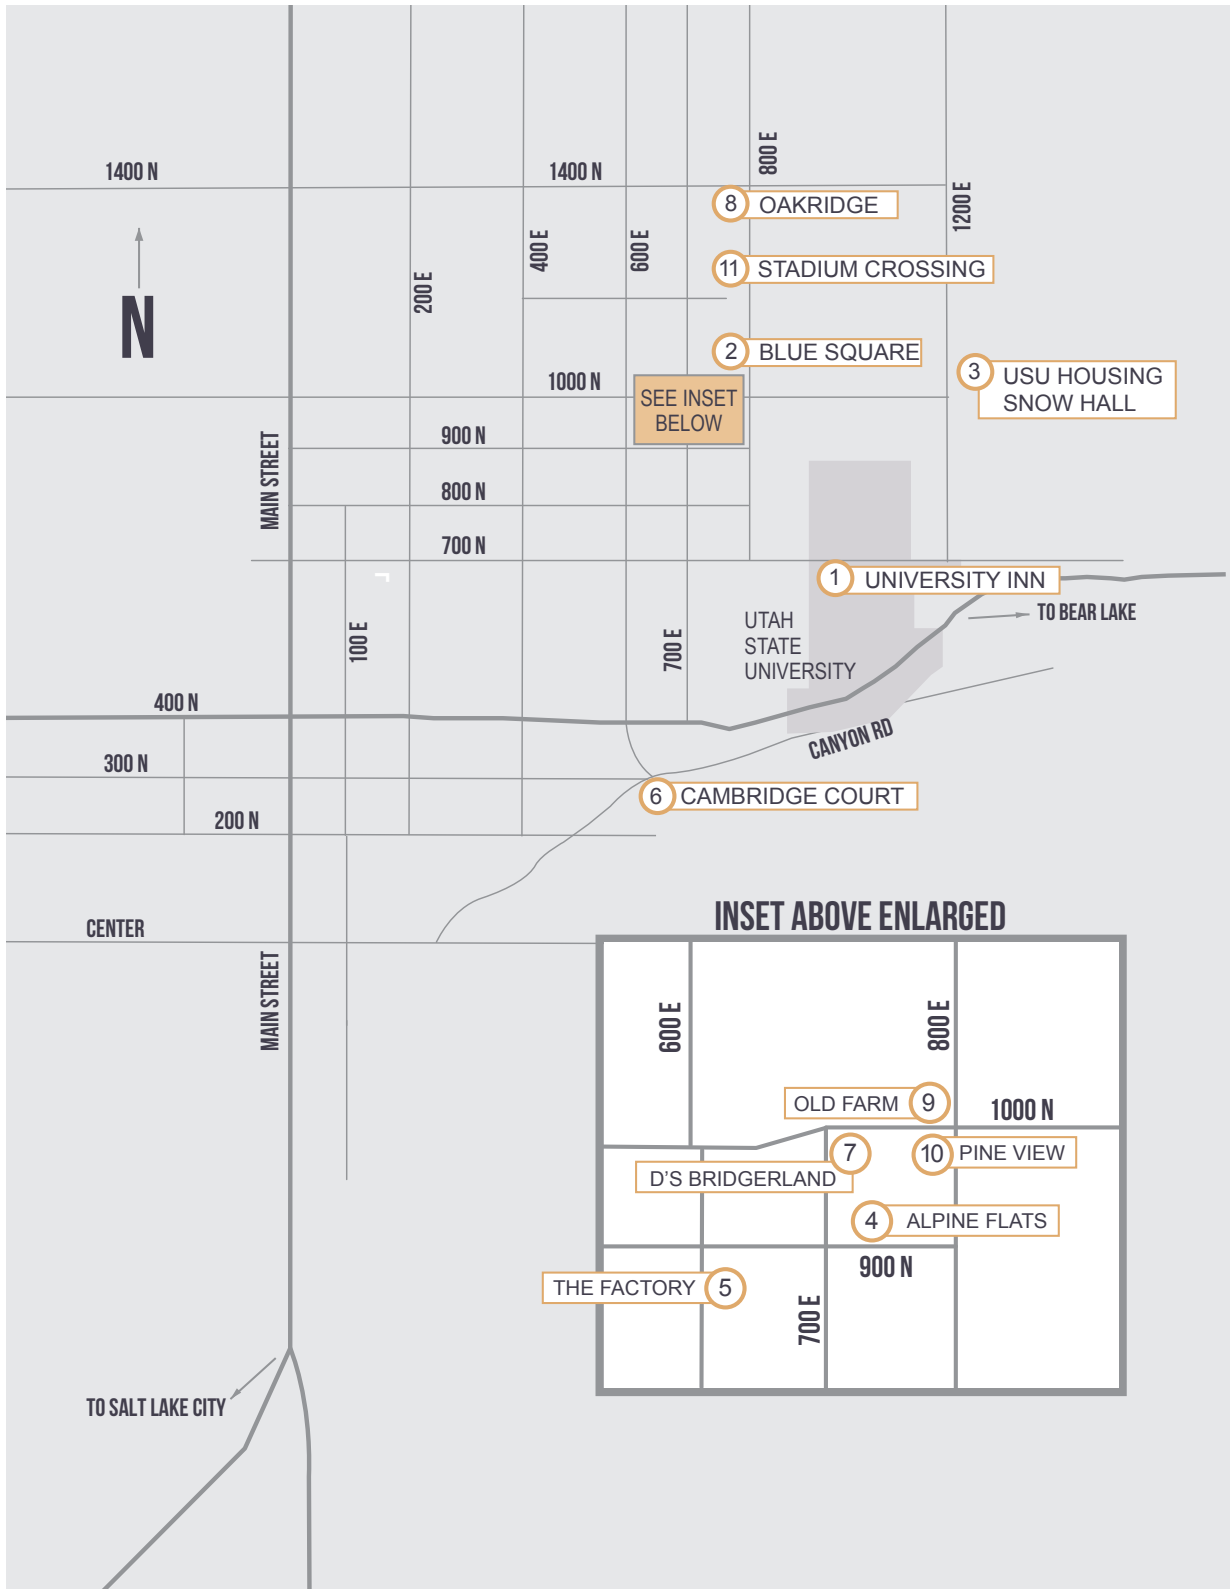 800 E
1400 N
1400 N
8 OAKRIDGE
1200 E
400 E
600 E
11 STADIUM CROSSING
200 E
N
2 BLUE SQUARE
1000 N
3 USU HOUSING
SNOW HALL
SEE INSET
BELOW
900 N
MAIN STREET
800 N
700 N
1 UNIVERSITY INN
TO BEAR LAKE
UTAH
STATE
UNIVERSITY
100 E
700 E
400 N
CANYON RD
300 N
6 CAMBRIDGE COURT
200 N
CENTER
INSET ABOVE ENLARGED
MAIN STREET
600 E
800 E
OLD FARM 9
1000 N
7
D'S BRIDGERLAND
10 PINE VIEW
4 ALPINE FLATS
900 N
THE FACTORY 5
700 E
TO SALT LAKE CITY